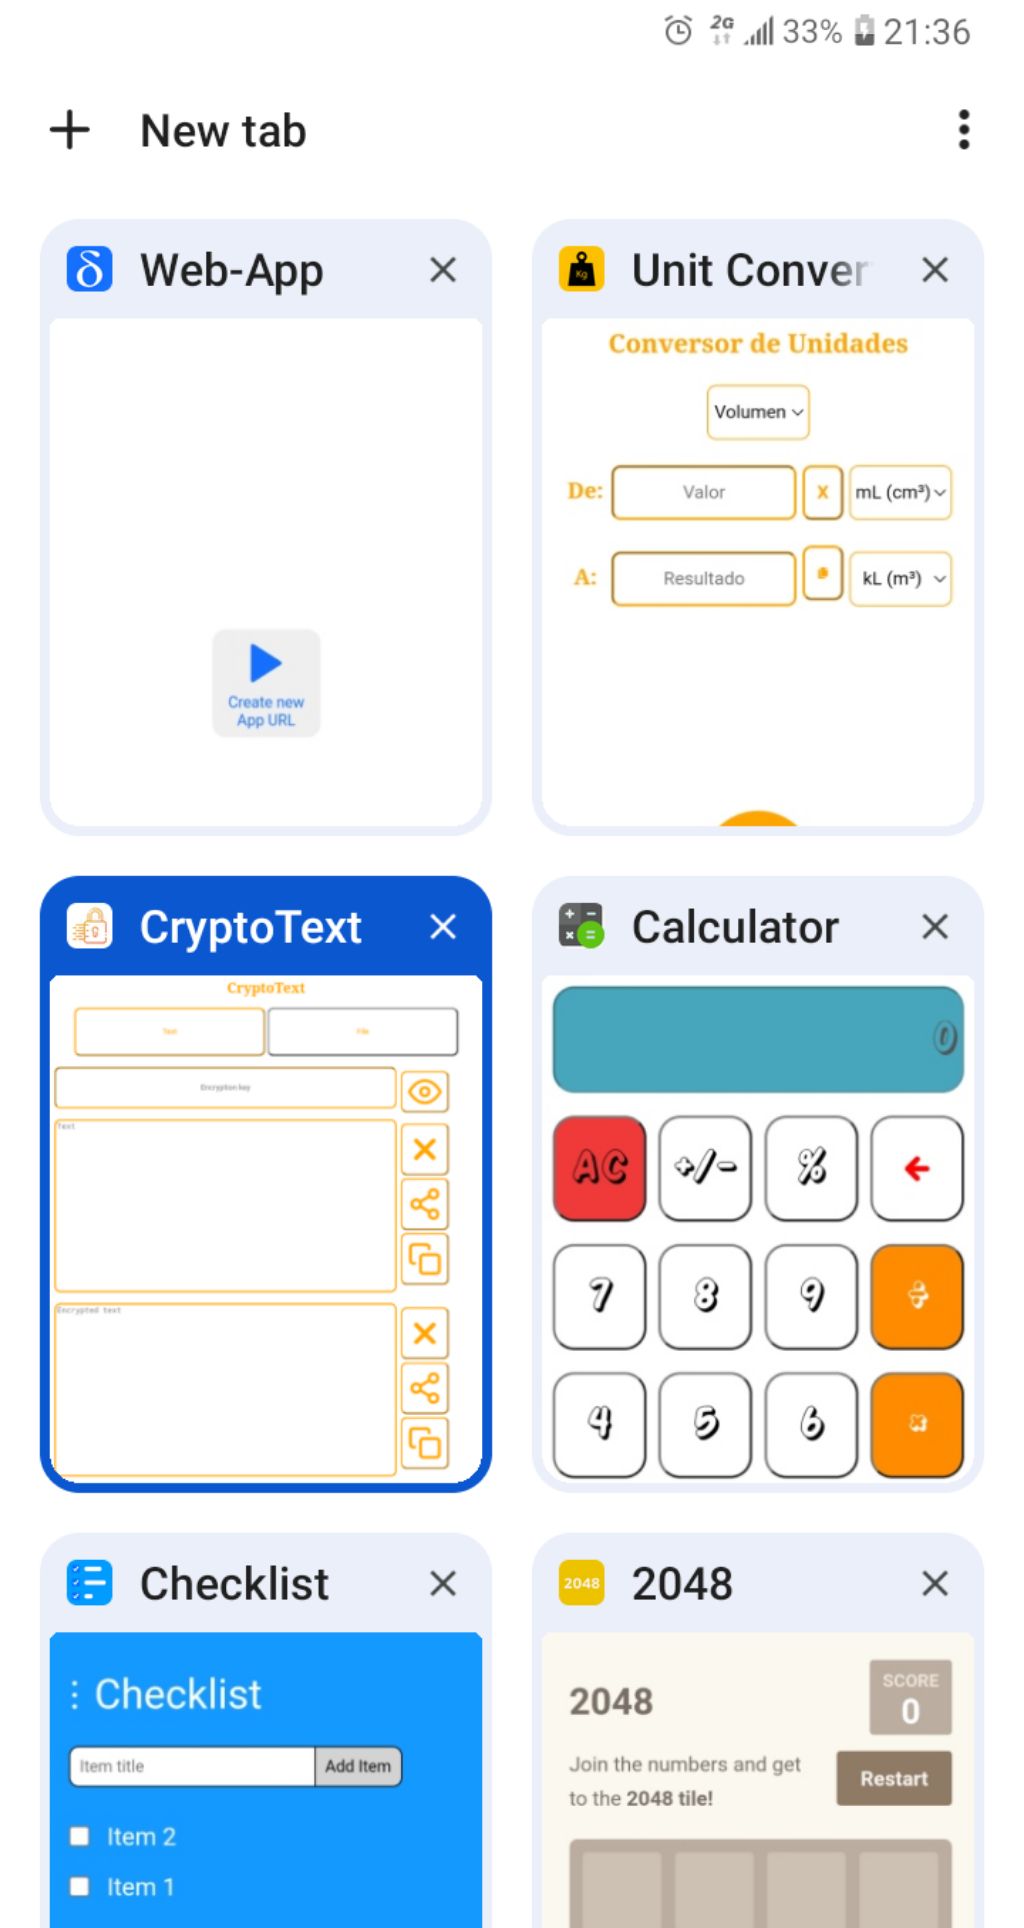 2G 33% 21:36
New tab
δ Web-App
Create new
App URL
Kg Unit Conver
Conversor de Unidades
Volumen
De: Valor X mL (cm³)
A: Resultado kL (m³)
CryptoText
CryptoText
Text File
Encryption key
Text
Encrypted text
Calculator
0
AC +/- % ←
7 8 9 ÷
4 5 6 ×
Checklist
Checklist
Item title Add Item
Item 2
Item 1
2048 2048
2048
SCORE
0
Join the numbers and get
to the 2048 tile!
Restart